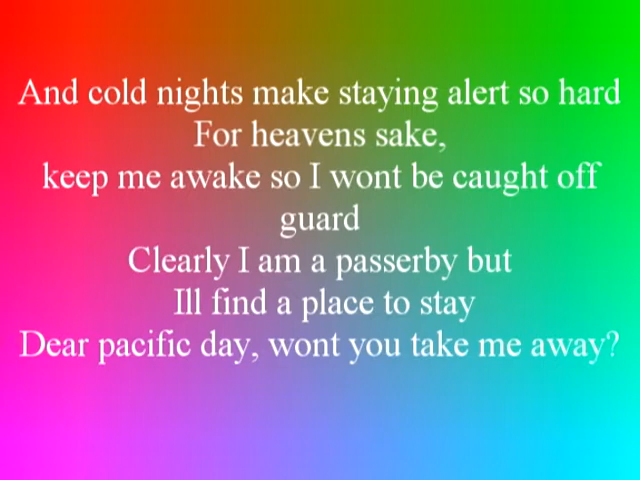 And cold nights make staying alert so hard
For heavens sake,
keep me awake so I wont be caught off
guard
Clearly I am a passerby but
Ill find a place to stay
Dear pacific day, wont you take me away?